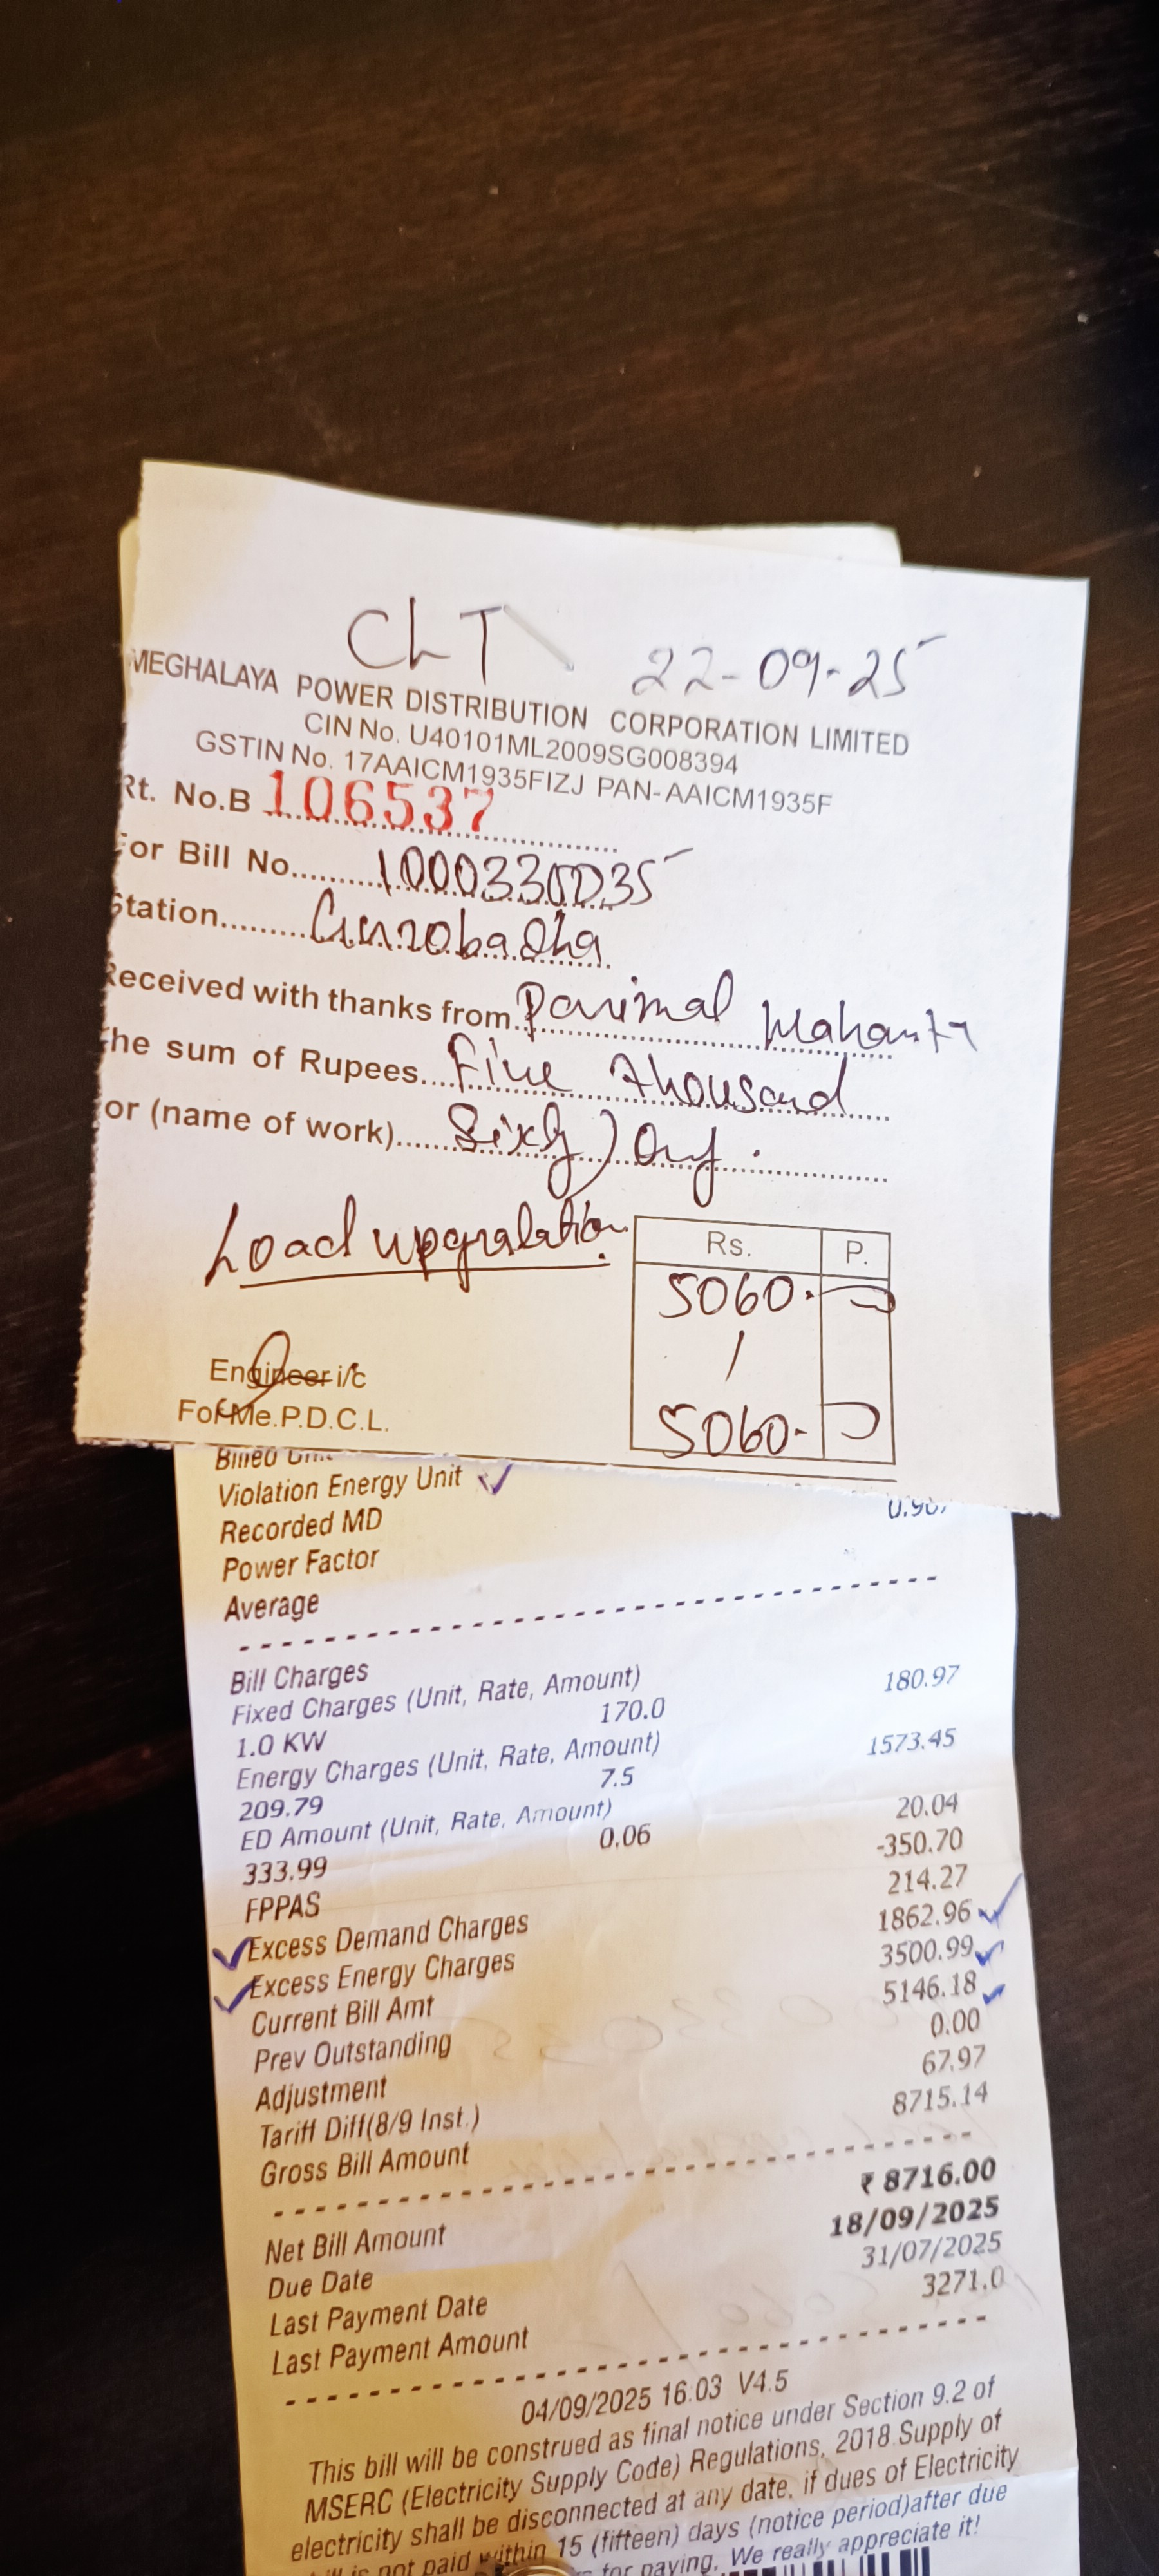 CLT 22-09-25
MEGHALAYA POWER DISTRIBUTION CORPORATION LIMITED
CIN No. U40101ML2009SG008394
GSTIN No. 17AAICM1935FIZJ PAN-AAICM1935F
Rt. No.B 106537
For Bill No. 1000330035
Station
Received with thanks from Parimal Mahanta
The sum of Rupees Five thousand
or (name of work) Sixty) only.
Load upgradation.
Rs. P.
5060.
5060-
Engineer i/c
For Me.P.D.C.L.
Violation Energy Unit
Recorded MD
Power Factor
Average
Bill Charges
Fixed Charges (Unit, Rate, Amount)
1.0 KW 170.0 180.97
Energy Charges (Unit, Rate, Amount)
209.79 7.5 1573.45
ED Amount (Unit, Rate, Amount)
333.99 0.06 20.04
FPPAS -350.70
Excess Demand Charges 214.27
Excess Energy Charges 1862.96
Current Bill Amt 3500.99
Prev Outstanding 5146.18
Adjustment 0.00
Tariff Diff(8/9 Inst.) 67.97
Gross Bill Amount 8715.14
Net Bill Amount ₹ 8716.00
Due Date 18/09/2025
Last Payment Date 31/07/2025
Last Payment Amount 3271.0
04/09/2025 16:03 V4.5
This bill will be construed as final notice under Section 9.2 of
MSERC (Electricity Supply Code) Regulations, 2018.Supply of
electricity shall be disconnected at any date, if dues of Electricity
bill is not paid within 15 (fifteen) days (notice period)after due
for paying. We really appreciate it!